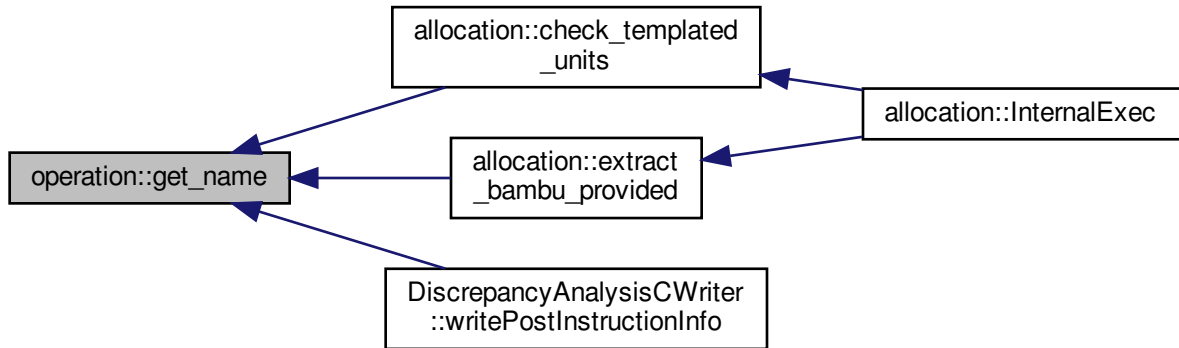 allocation::check_templated
_units
allocation::InternalExec
operation::get_name
allocation::extract
_bambu_provided
DiscrepancyAnalysisCWriter
::writePostInstructionInfo